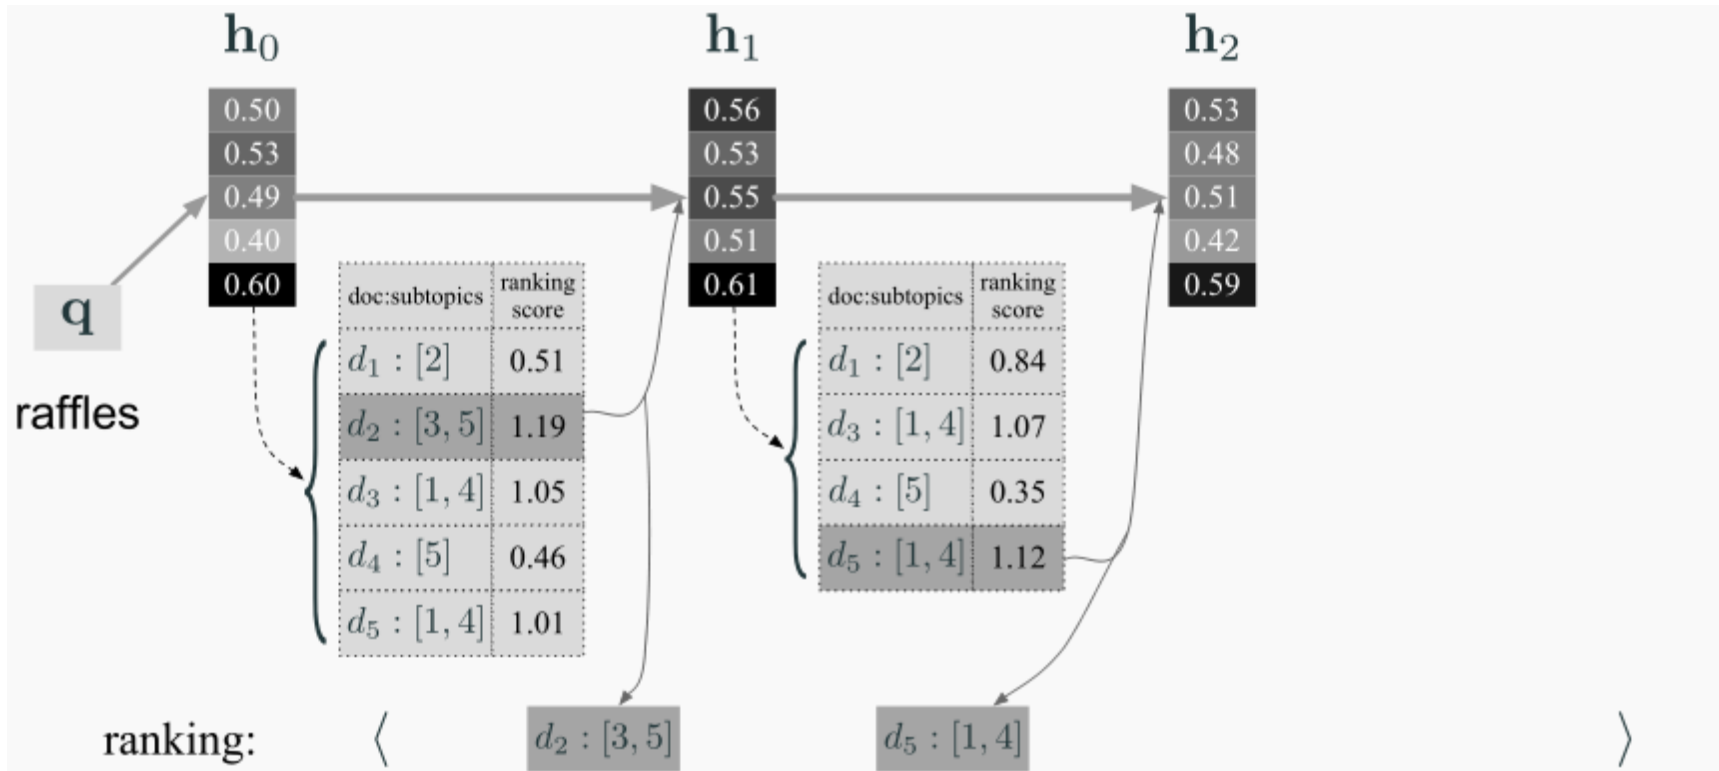 h₀ h₁ h₂
0.50 0.56 0.53
0.53 0.53 0.48
0.49 0.55 0.51
0.40 0.51 0.42
0.60 0.61 0.59
q
raffles
doc:subtopics ranking score
d₁ : [2] 0.51
d₂ : [3, 5] 1.19
d₃ : [1, 4] 1.05
d₄ : [5] 0.46
d₅ : [1, 4] 1.01
doc:subtopics ranking score
d₁ : [2] 0.84
d₃ : [1, 4] 1.07
d₄ : [5] 0.35
d₅ : [1, 4] 1.12
ranking: ⟨ d₂ : [3, 5] d₅ : [1, 4] ⟩